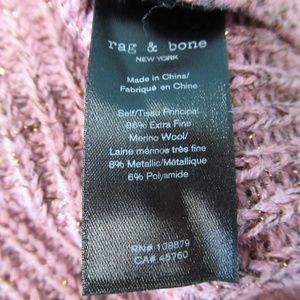 rag & bone
NEW YORK
Made in China/
Fabriqué en Chine
Self/Tissu Principal
86% Extra Fine
Merino Wool/
Laine mérinos très fine
8% Metallic/Métallique
6% Polyamide
RN# 108879
CA# 45760